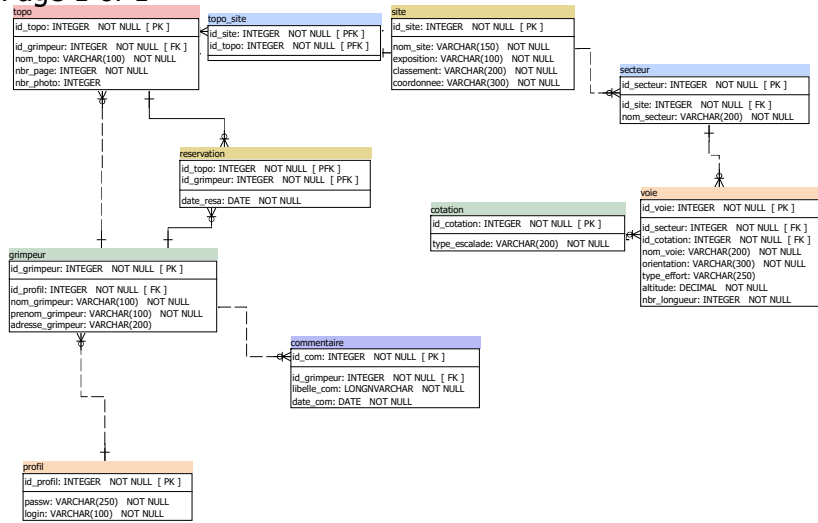 Page 1 of 1
topo
id_topo: INTEGER NOT NULL [ PK ]
id_grimpeur: INTEGER NOT NULL [ FK ]
nom_topo: VARCHAR(100) NOT NULL
nbr_page: INTEGER NOT NULL
nbr_photo: INTEGER
topo_site
id_site: INTEGER NOT NULL [ PFK ]
id_topo: INTEGER NOT NULL [ PFK ]
site
id_site: INTEGER NOT NULL [ PK ]
nom_site: VARCHAR(150) NOT NULL
exposition: VARCHAR(100) NOT NULL
classement: VARCHAR(200) NOT NULL
coordonnee: VARCHAR(300) NOT NULL
secteur
id_secteur: INTEGER NOT NULL [ PK ]
id_site: INTEGER NOT NULL [ FK ]
nom_secteur: VARCHAR(200) NOT NULL
reservation
id_topo: INTEGER NOT NULL [ PFK ]
id_grimpeur: INTEGER NOT NULL [ PFK ]
date_resa: DATE NOT NULL
cotation
id_cotation: INTEGER NOT NULL [ PK ]
type_escalade: VARCHAR(200) NOT NULL
voie
id_voie: INTEGER NOT NULL [ PK ]
id_secteur: INTEGER NOT NULL [ FK ]
id_cotation: INTEGER NOT NULL [ FK ]
nom_voie: VARCHAR(200) NOT NULL
orientation: VARCHAR(300) NOT NULL
type_effort: VARCHAR(250)
altitude: DECIMAL NOT NULL
nbr_longueur: INTEGER NOT NULL
grimpeur
id_grimpeur: INTEGER NOT NULL [ PK ]
id_profil: INTEGER NOT NULL [ FK ]
nom_grimpeur: VARCHAR(100) NOT NULL
prenom_grimpeur: VARCHAR(100) NOT NULL
adresse_grimpeur: VARCHAR(200)
commentaire
id_com: INTEGER NOT NULL [ PK ]
id_grimpeur: INTEGER NOT NULL [ FK ]
libelle_com: LONGNVARCHAR NOT NULL
date_com: DATE NOT NULL
profil
id_profil: INTEGER NOT NULL [ PK ]
passw: VARCHAR(250) NOT NULL
login: VARCHAR(100) NOT NULL